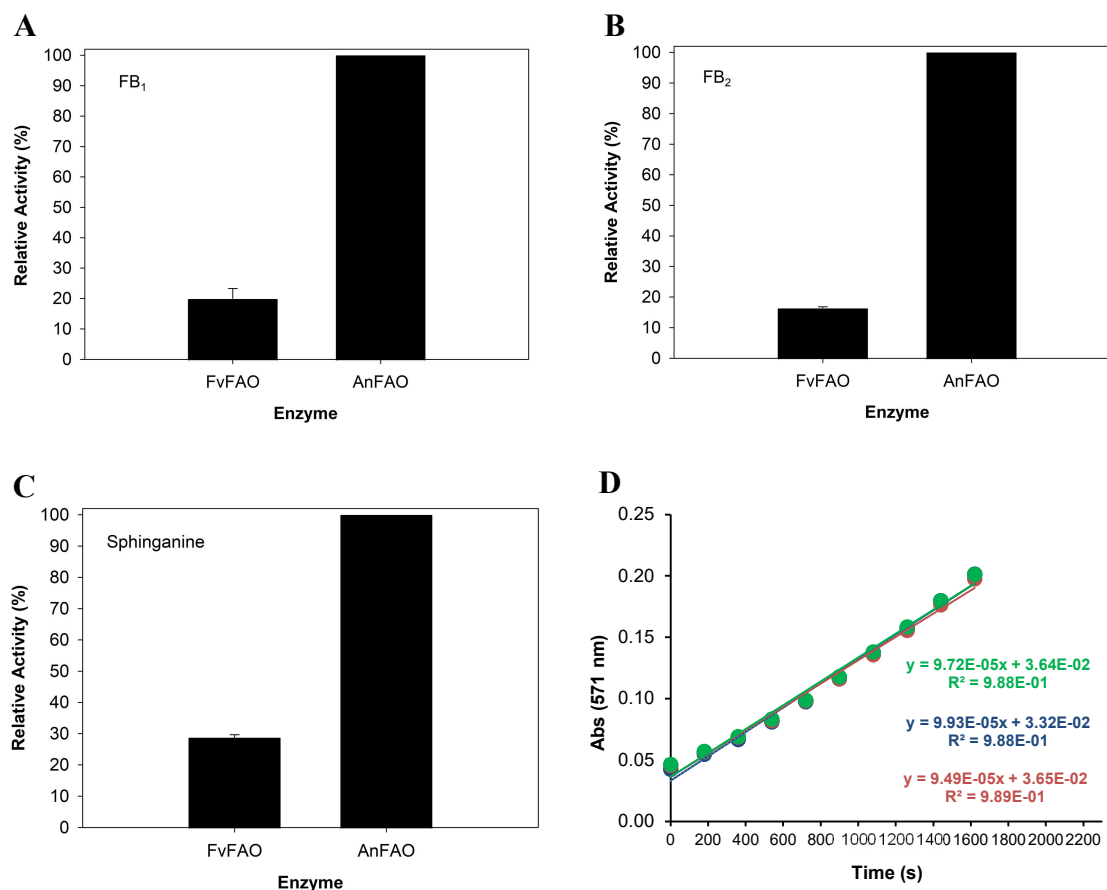 A
FB₁
Relative Activity (%)
100
90
80
70
60
50
40
30
20
10
0
FvFAO
AnFAO
Enzyme
B
FB₂
Relative Activity (%)
100
90
80
70
60
50
40
30
20
10
0
FvFAO
AnFAO
Enzyme
C
Sphinganine
Relative Activity (%)
100
90
80
70
60
50
40
30
20
10
0
FvFAO
AnFAO
Enzyme
D
Abs (571 nm)
0.25
0.20
0.15
0.10
0.05
0.00
y = 9.72E-05x + 3.64E-02
R² = 9.88E-01
y = 9.93E-05x + 3.32E-02
R² = 9.88E-01
y = 9.49E-05x + 3.65E-02
R² = 9.89E-01
0 200 400 600 800 1000 1200 1400 1600 1800 2000 2200
Time (s)